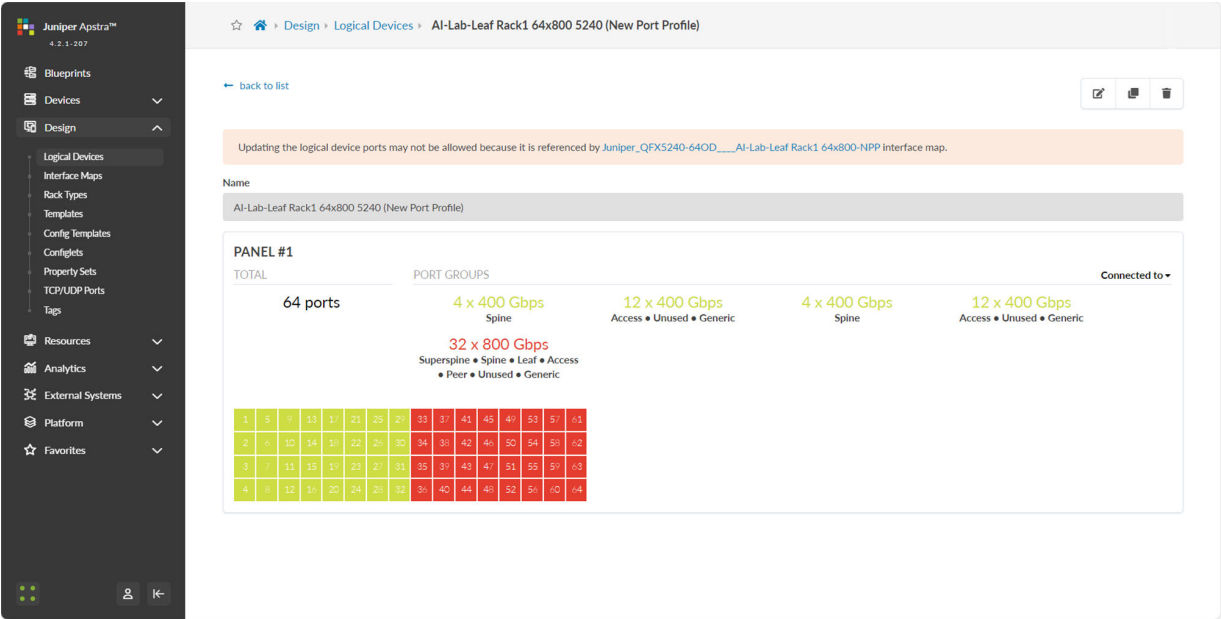 Juniper Apstra™
4.2.1-207
Blueprints
Devices
Design
Logical Devices
Interface Maps
Rack Types
Templates
Config Templates
Configlets
Property Sets
TCP/UDP Ports
Tags
Resources
Analytics
External Systems
Platform
Favorites
Design › Logical Devices › AI-Lab-Leaf Rack1 64x800 5240 (New Port Profile)
← back to list
Updating the logical device ports may not be allowed because it is referenced by Juniper_QFX5240-64OD____AI-Lab-Leaf Rack1 64x800-NPP interface map.
Name
AI-Lab-Leaf Rack1 64x800 5240 (New Port Profile)
PANEL #1
TOTAL PORT GROUPS Connected to
64 ports 4 x 400 Gbps 12 x 400 Gbps 4 x 400 Gbps 12 x 400 Gbps
Spine Access ● Unused ● Generic Spine Access ● Unused ● Generic
32 x 800 Gbps
Superspine ● Spine ● Leaf ● Access
● Peer ● Unused ● Generic
1 5 9 13 17 21 25 29 33 37 41 45 49 53 57 61
2 6 10 14 18 22 26 30 34 38 42 46 50 54 58 62
3 7 11 15 19 23 27 31 35 39 43 47 51 55 59 63
4 8 12 16 20 24 28 32 36 40 44 48 52 56 60 64